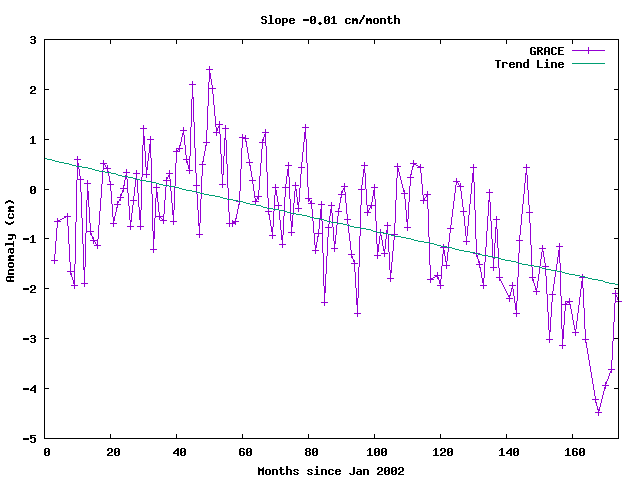 Slope -0.01 cm/month
GRACE
Trend Line
3
2
1
0
-1
-2
-3
-4
-5
Anomaly (cm)
0 20 40 60 80 100 120 140 160
Months since Jan 2002